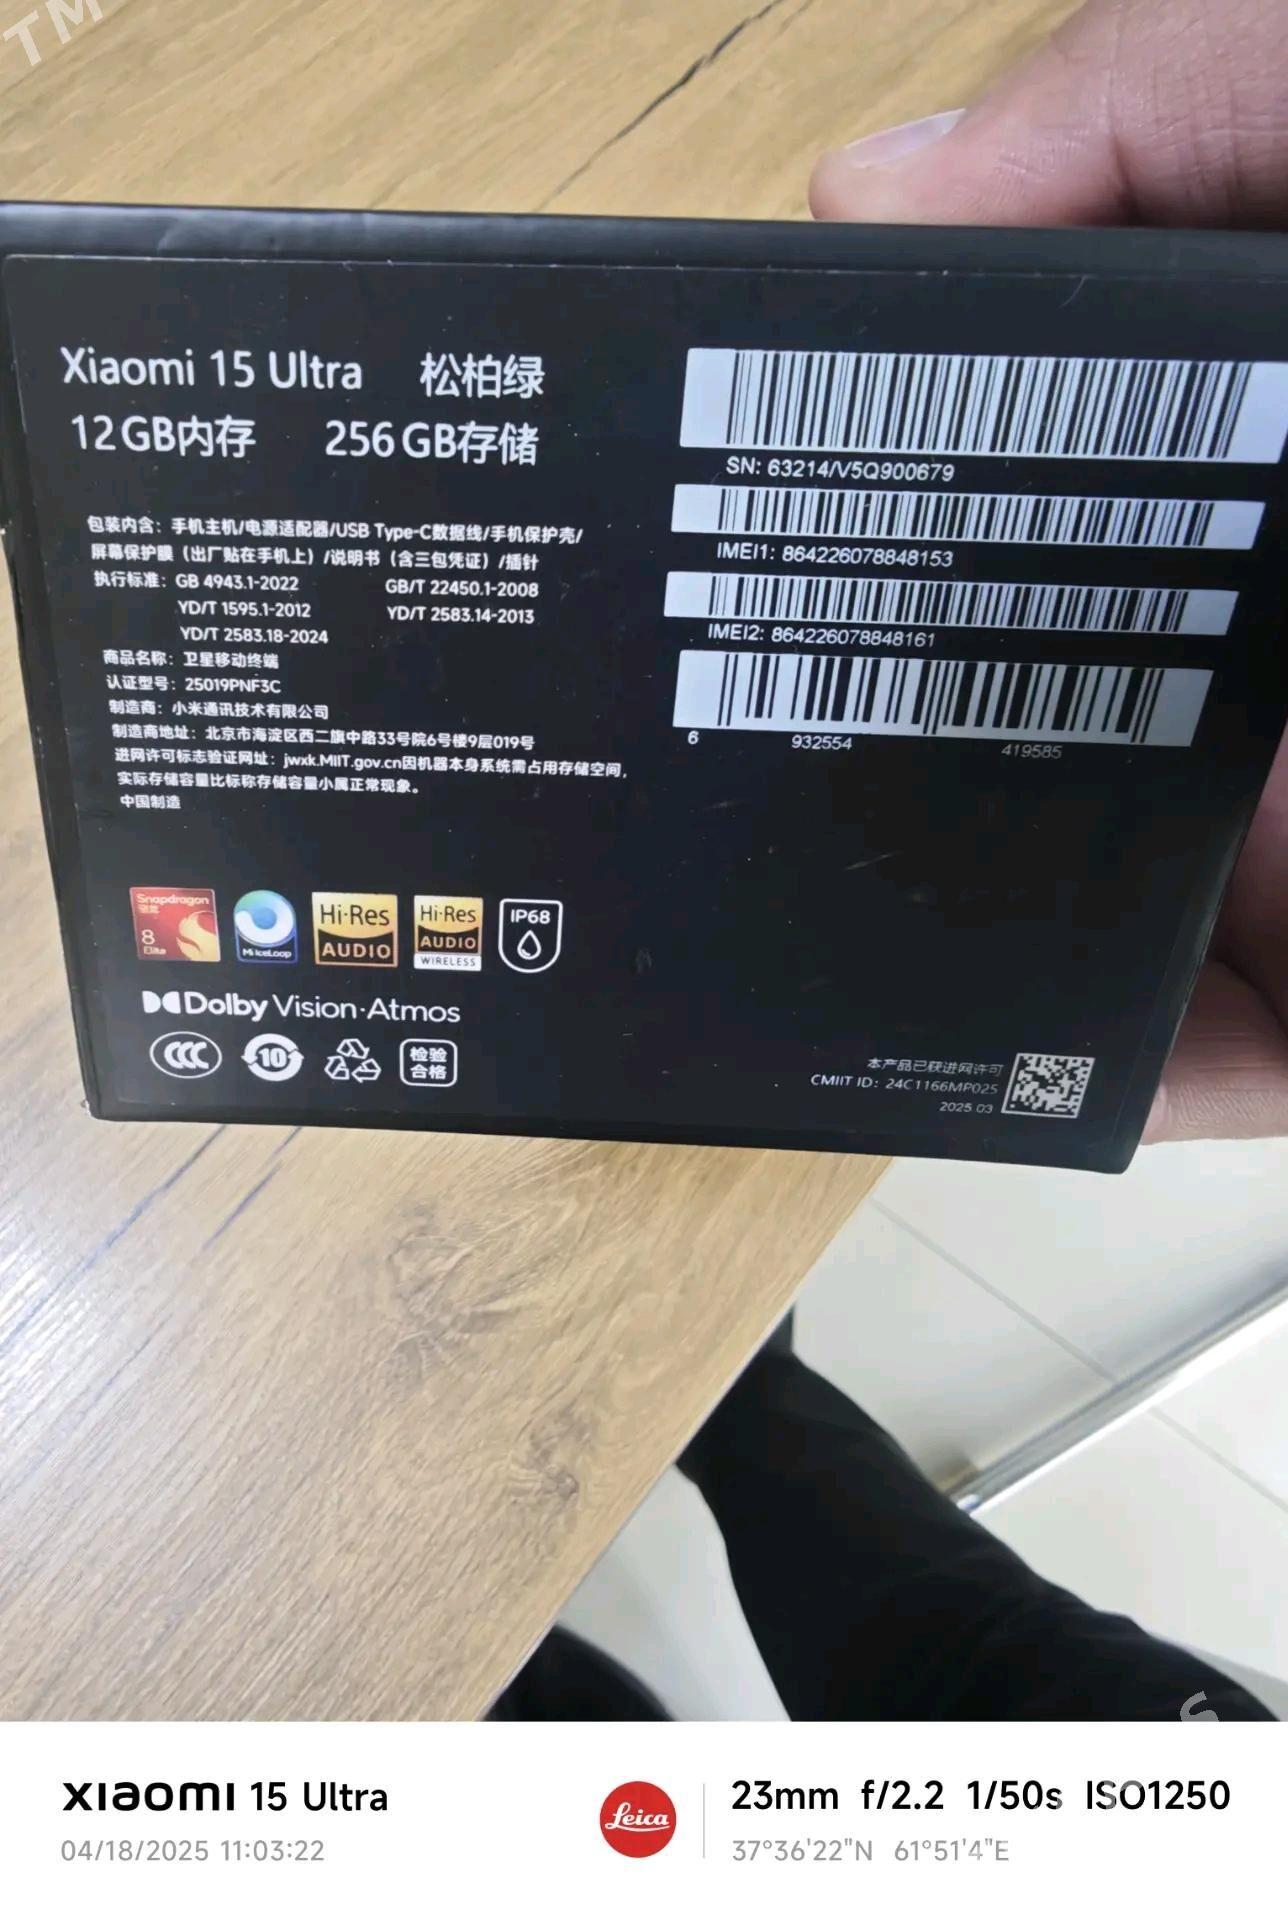 TM
Xiaomi 15 Ultra 松柏绿
12GB内存 256GB存储
包装内含：手机主机/电源适配器/USB Type-C数据线/手机保护壳/
屏幕保护膜（出厂贴在手机上）/说明书（含三包凭证）/插针
执行标准：GB 4943.1-2022 GB/T 22450.1-2008
YD/T 1595.1-2012 YD/T 2583.14-2013
YD/T 2583.18-2024
商品名称：卫星移动终端
认证型号：25019PNF3C
制造商：小米通讯技术有限公司
制造商地址：北京市海淀区西二旗中路33号院6号楼9层019号
进网许可标志验证网址：jwxk.MIIT.gov.cn因机器本身系统需占用存储空间，
实际存储容量比标称存储容量小属正常现象。
中国制造
SN: 63214/V5Q900679
IMEI1: 864226078848153
IMEI2: 864226078848161
6 932554 419585
Snapdragon
骁龙
8
Elite
Mi IceLoop
Hi-Res
AUDIO
Hi-Res
AUDIO
WIRELESS
IP68
Dolby Vision·Atmos
CCC
10
检验
合格
本产品已获进网许可
CMIIT ID: 24C1166MP025
2025.03
S
xiaomi 15 Ultra
04/18/2025 11:03:22
Leica
23mm f/2.2 1/50s ISO1250
37°36'22"N 61°51'4"E